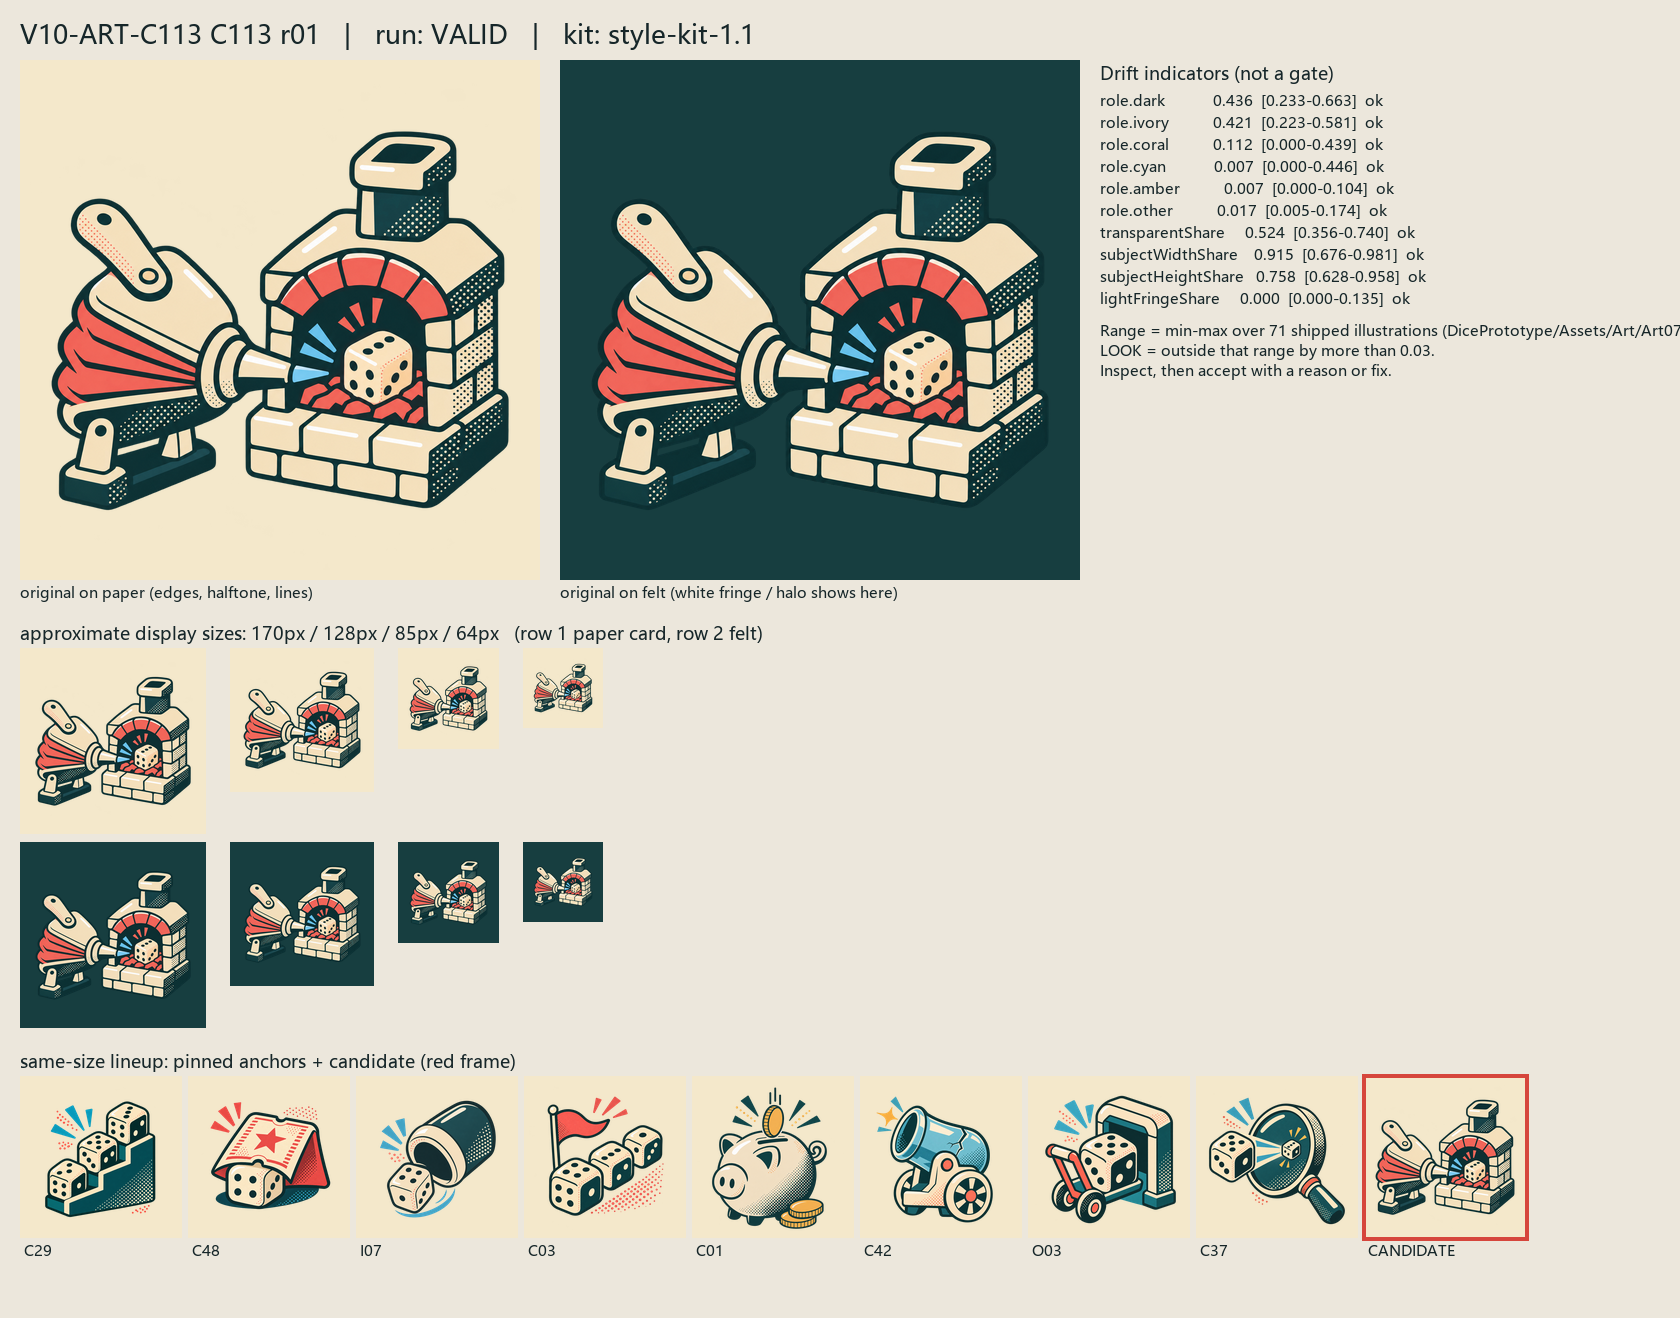 V10-ART-C113 C113 r01 | run: VALID | kit: style-kit-1.1
Drift indicators (not a gate)
role.dark 0.436 [0.233-0.663] ok
role.ivory 0.421 [0.223-0.581] ok
role.coral 0.112 [0.000-0.439] ok
role.cyan 0.007 [0.000-0.446] ok
role.amber 0.007 [0.000-0.104] ok
role.other 0.017 [0.005-0.174] ok
transparentShare 0.524 [0.356-0.740] ok
subjectWidthShare 0.915 [0.676-0.981] ok
subjectHeightShare 0.758 [0.628-0.958] ok
lightFringeShare 0.000 [0.000-0.135] ok
Range = min-max over 71 shipped illustrations (DicePrototype/Assets/Art/Art07
LOOK = outside that range by more than 0.03.
Inspect, then accept with a reason or fix.
original on paper (edges, halftone, lines)
original on felt (white fringe / halo shows here)
approximate display sizes: 170px / 128px / 85px / 64px (row 1 paper card, row 2 felt)
same-size lineup: pinned anchors + candidate (red frame)
C29
C48
I07
C03
C01
C42
O03
C37
CANDIDATE